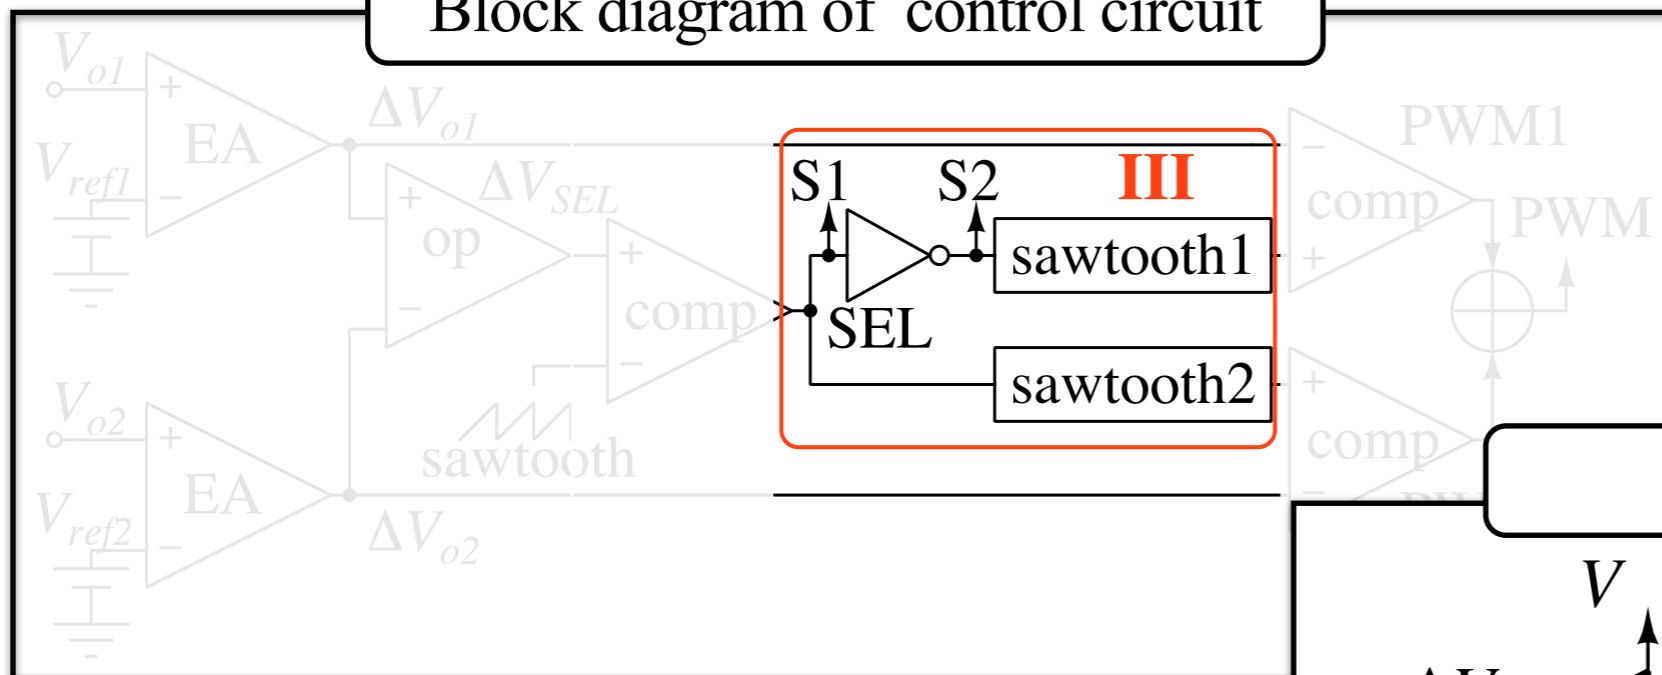 Block diagram of control circuit
Vo1
+
EA
Vref1
−
ΔVo1
+
op
−
ΔVSEL
+
comp
−
sawtooth
Vo2
+
EA
Vref2
−
ΔVo2
S1
S2
III
SEL
sawtooth1
sawtooth2
−
comp
+
PWM1
PWM
+
comp
−
V